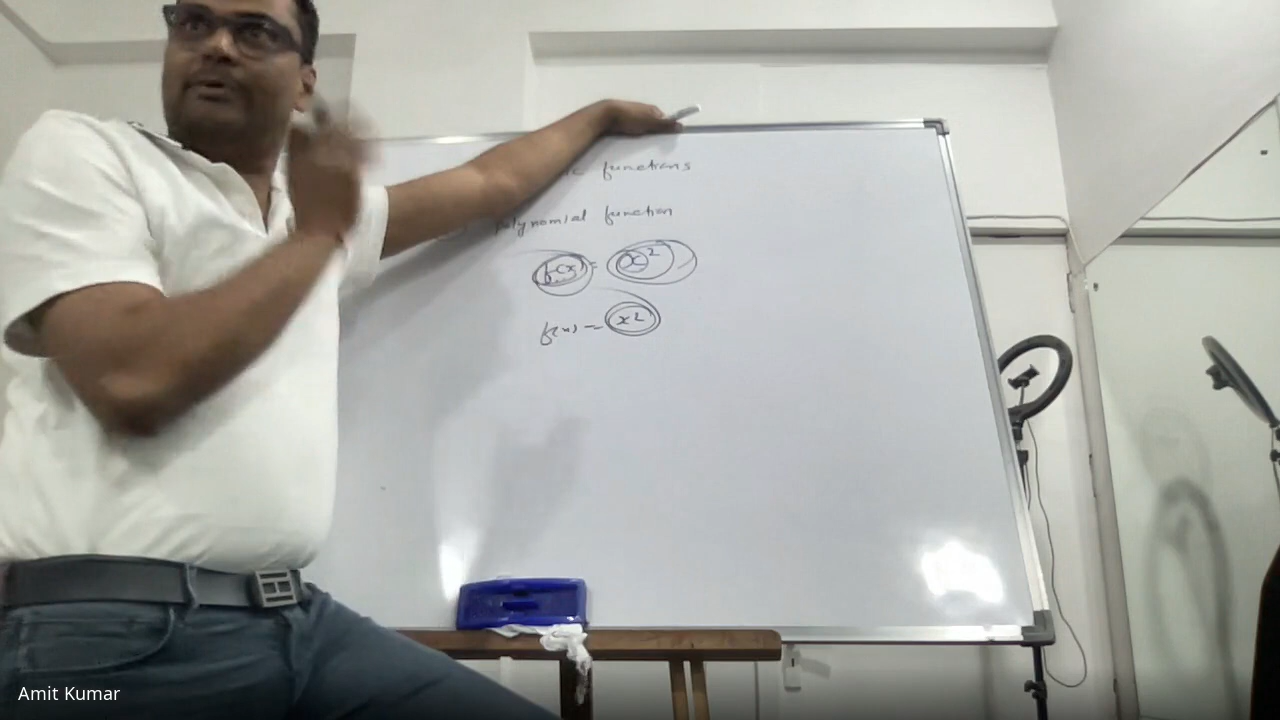 functions
polynomial function
f(x) = x²
f(x) = x²
Amit Kumar